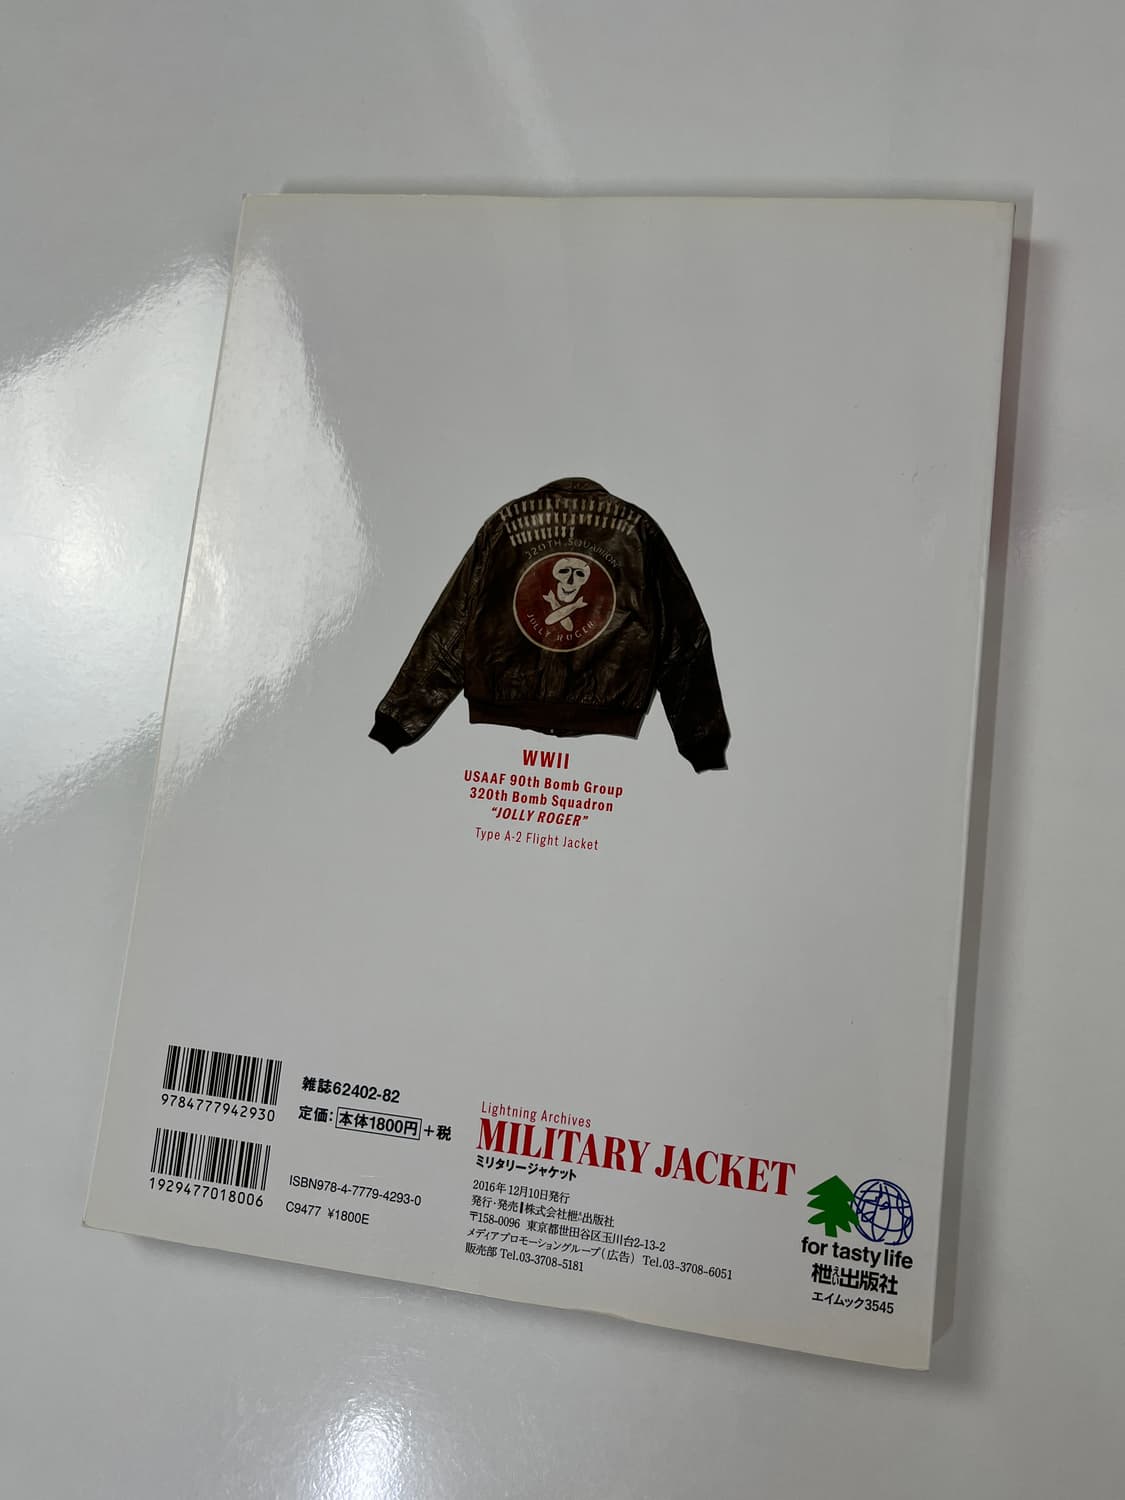 320TH SQUADRON
JOLLY ROGER
WWII
USAAF 90th Bomb Group
320th Bomb Squadron
“JOLLY ROGER”
Type A-2 Flight Jacket
9784777942930
1929477018006
雑誌62402-82
定価：本体1800円＋税
ISBN978-4-7779-4293-0
C9477 ¥1800E
Lightning Archives
MILITARY JACKET
ミリタリージャケット
2016年12月10日発行
発行・発売 株式会社枻出版社
〒158-0096 東京都世田谷区玉川台2-13-2
メディアプロモーショングループ（広告） Tel.03-3708-6051
販売部 Tel.03-3708-5181
for tasty life
枻えい出版社
エイムック3545